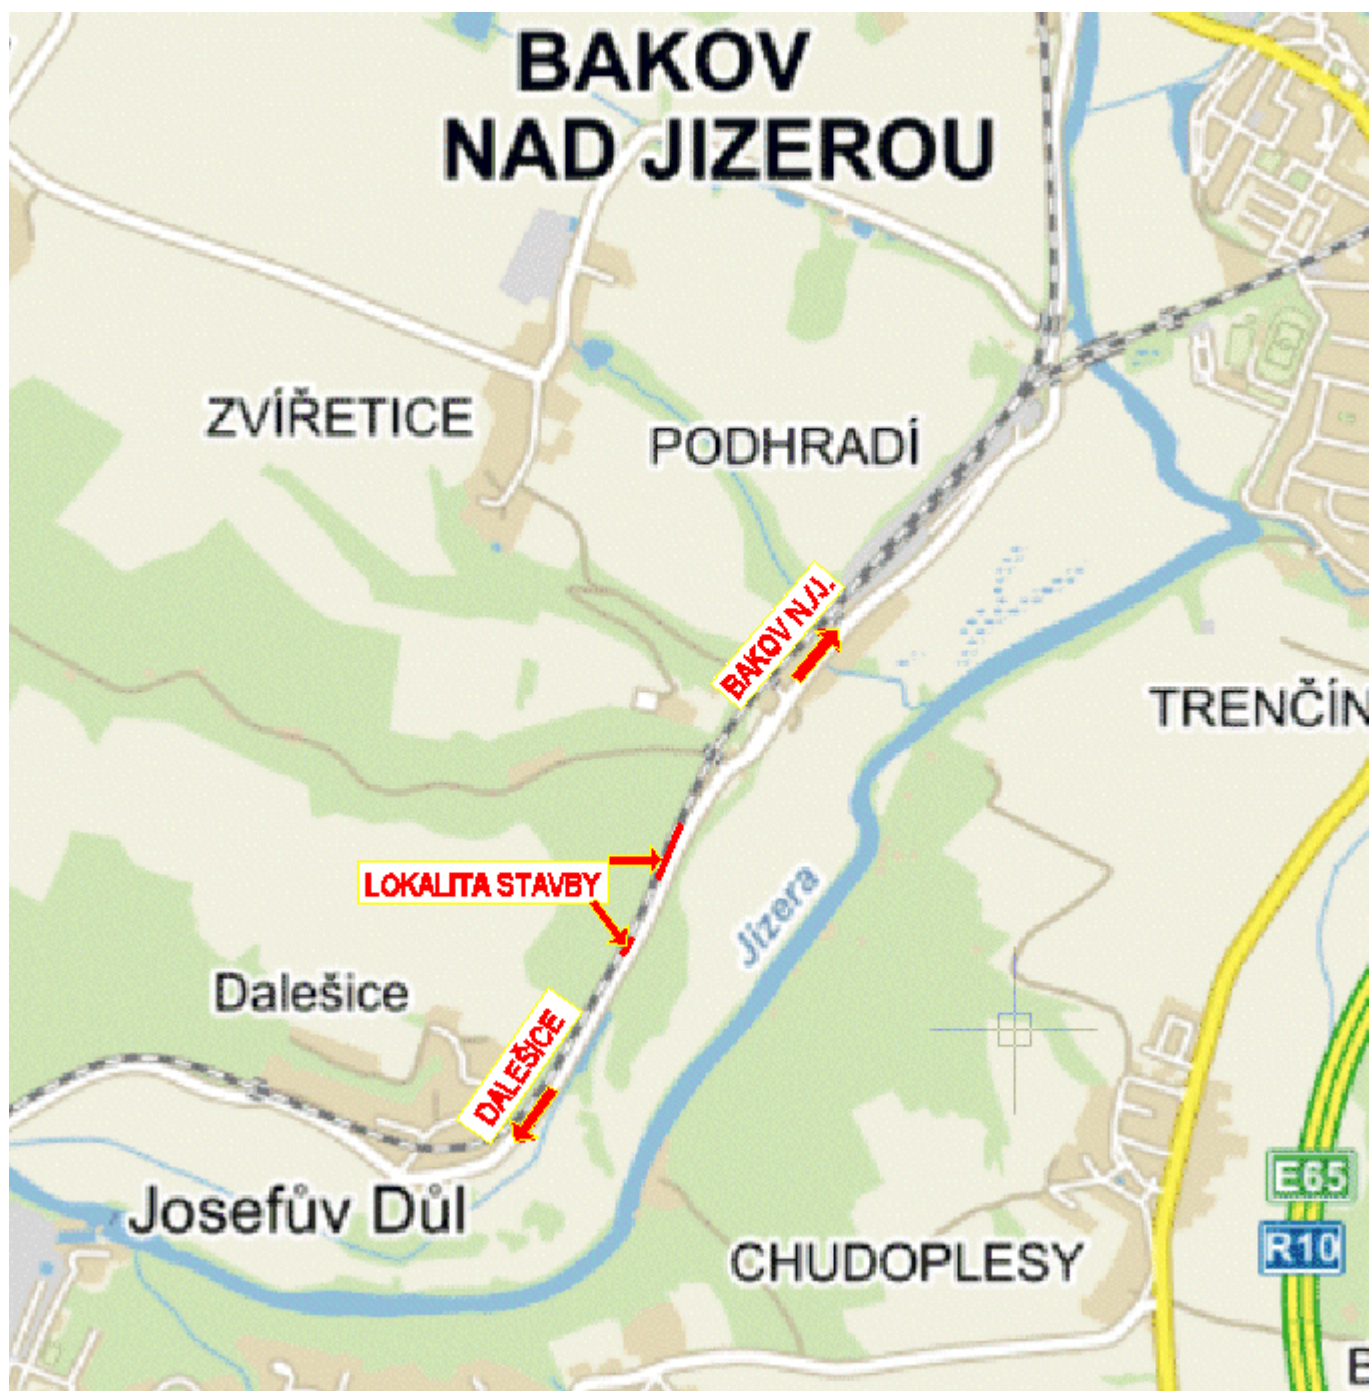 BAKOV
NAD JIZEROU
ZVÍŘETICE
PODHRADÍ
BAKOV N./J.
TRENČÍN
LOKALITA STAVBY
Jizera
Dalešice
DALEŠICE
E65
Josefův Důl
R10
CHUDOPLESY
B